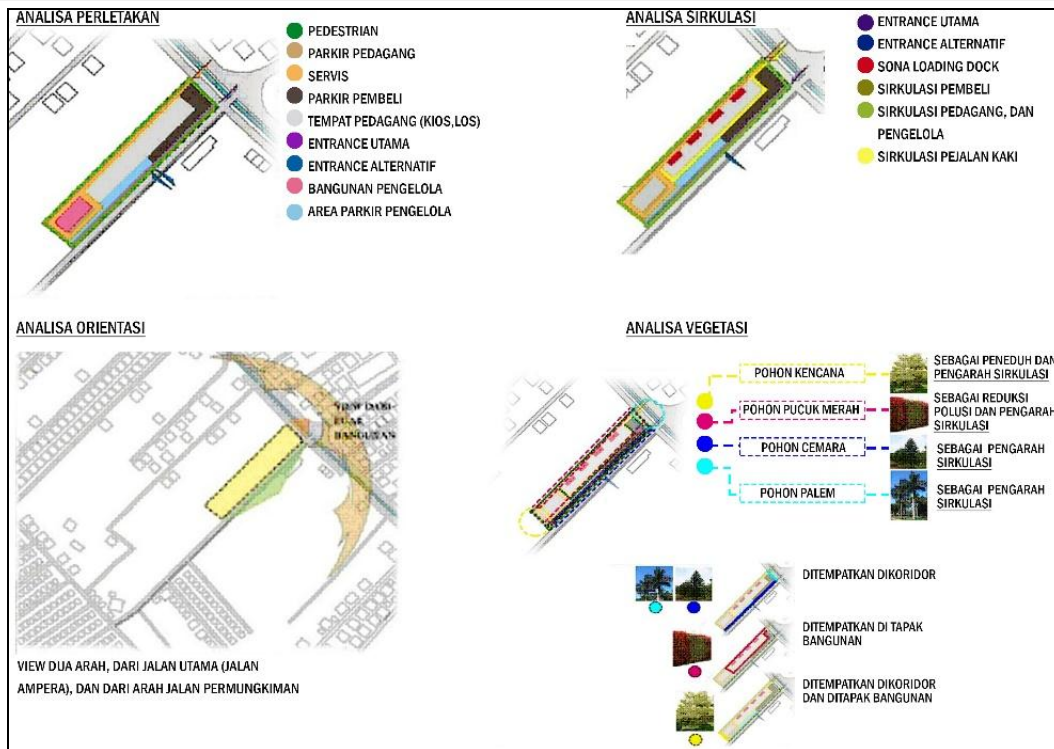 ANALISA PERLETAKAN
PEDESTRIAN
PARKIR PEDAGANG
SERVIS
PARKIR PEMBELI
TEMPAT PEDAGANG (KIOS,LOS)
ENTRANCE UTAMA
ENTRANCE ALTERNATIF
BANGUNAN PENGELOLA
AREA PARKIR PENGELOLA
ANALISA SIRKULASI
ENTRANCE UTAMA
ENTRANCE ALTERNATIF
SONA LOADING DOCK
SIRKULASI PEMBELI
SIRKULASI PEDAGANG, DAN
PENGELOLA
SIRKULASI PEJALAN KAKI
ANALISA ORIENTASI
VIEW DARI
LUAR
BANGUNAN
VIEW DUA ARAH, DARI JALAN UTAMA (JALAN
AMPERA), DAN DARI ARAH JALAN PERMUNGKIMAN
ANALISA VEGETASI
POHON KENCANA
SEBAGAI PENEDUH DAN
PENGARAH SIRKULASI
POHON PUCUK MERAH
SEBAGAI REDUKSI
POLUSI DAN PENGARAH
SIRKULASI
POHON CEMARA
SEBAGAI PENGARAH
SIRKULASI
POHON PALEM
SEBAGAI PENGARAH
SIRKULASI
DITEMPATKAN DIKORIDOR
DITEMPATKAN DI TAPAK
BANGUNAN
DITEMPATKAN DIKORIDOR
DAN DITAPAK BANGUNAN